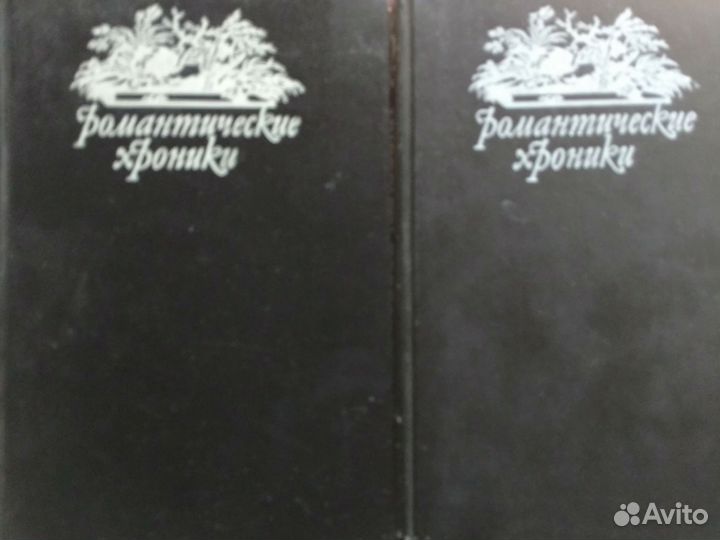 романтические
хроники
романтические
хроники
Avito